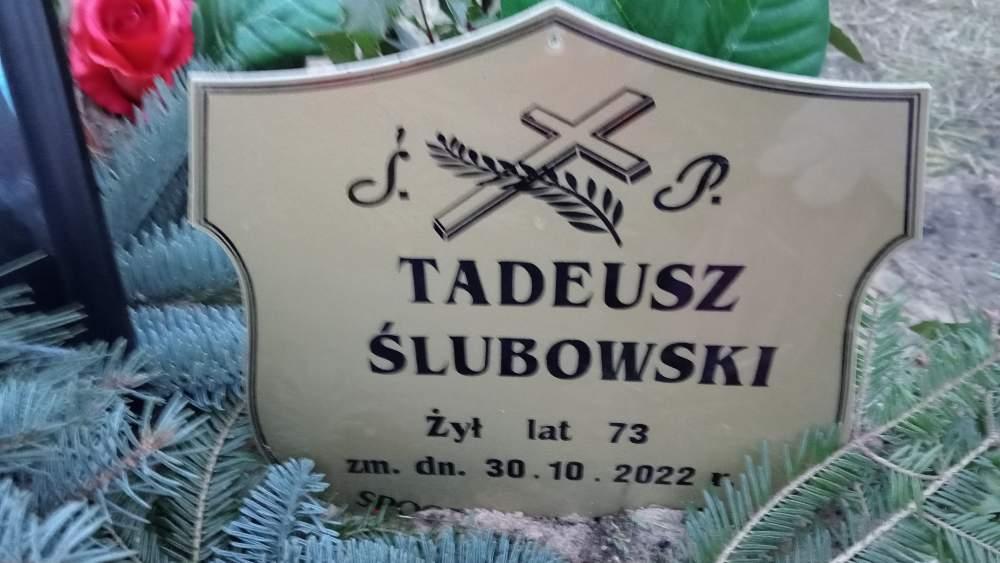 Ś. P.
TADEUSZ
ŚLUBOWSKI
Żył lat 73
zm. dn. 30.10.2022 r.